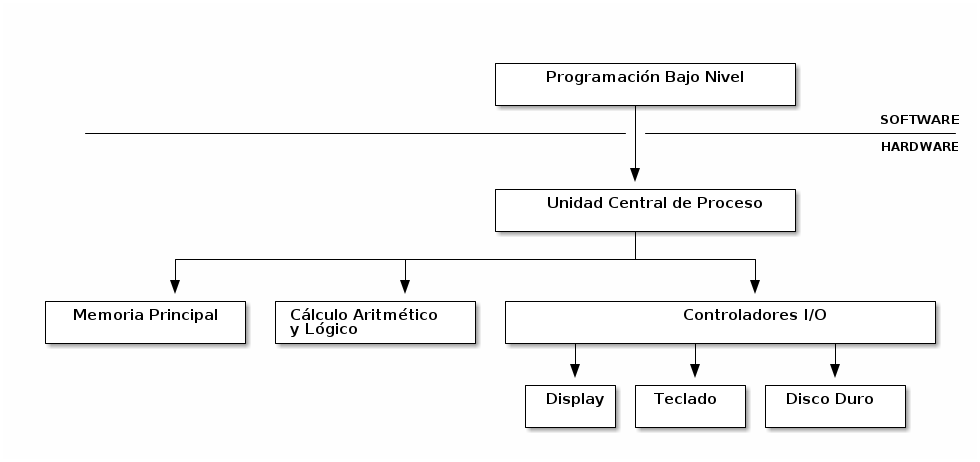 Programación Bajo Nivel
SOFTWARE
HARDWARE
Unidad Central de Proceso
Memoria Principal
Cálculo Aritmético
y Lógico
Controladores I/O
Display
Teclado
Disco Duro